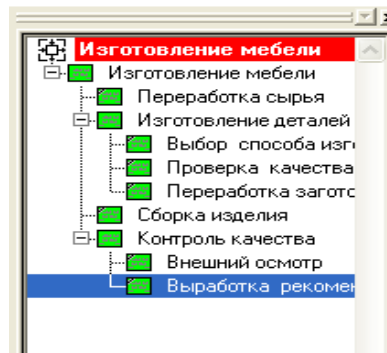 Изготовление мебели
Изготовление мебели
Переработка сырья
Изготовление деталей
Выбор способа
Проверка качества
Переработка
Сборка изделия
Контроль качества
Внешний осмотр
Выработка